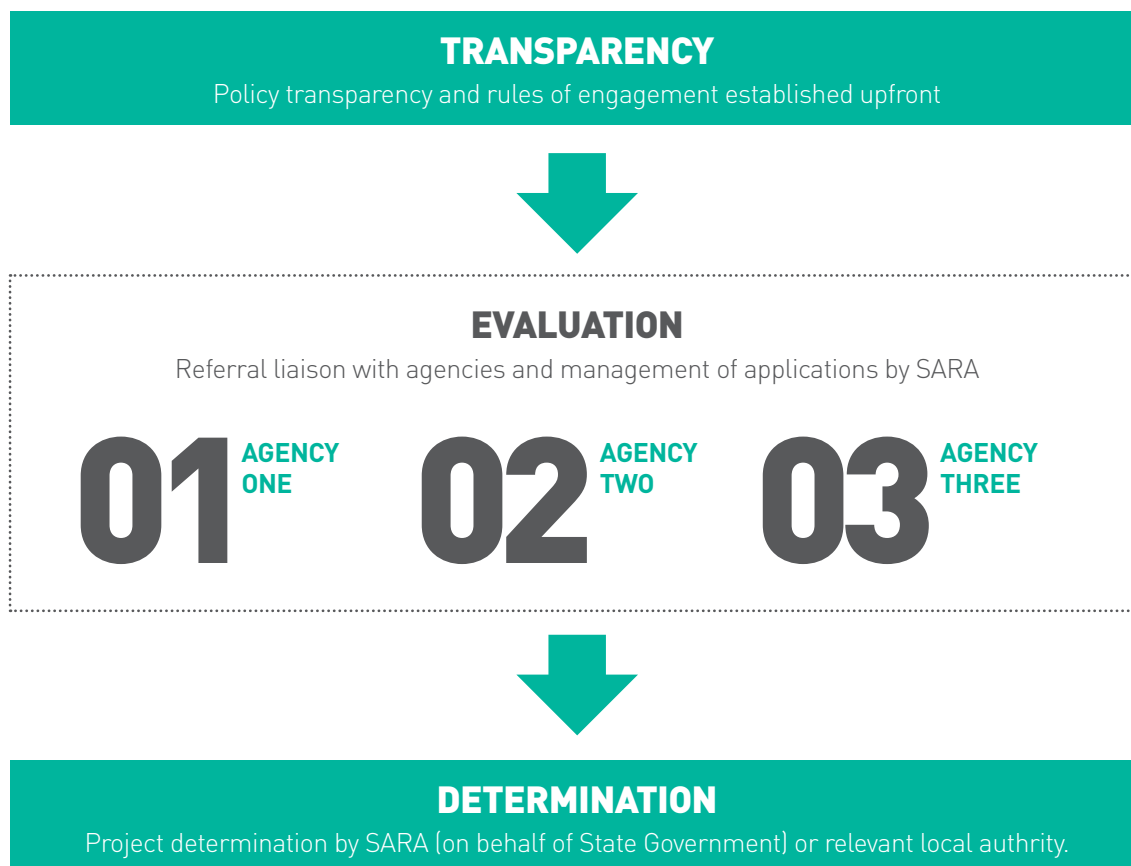 TRANSPARENCY
Policy transparency and rules of engagement established upfront
EVALUATION
Referral liaison with agencies and management of applications by SARA
01 AGENCY
ONE
02 AGENCY
TWO
03 AGENCY
THREE
DETERMINATION
Project determination by SARA (on behalf of State Government) or relevant local authrity.